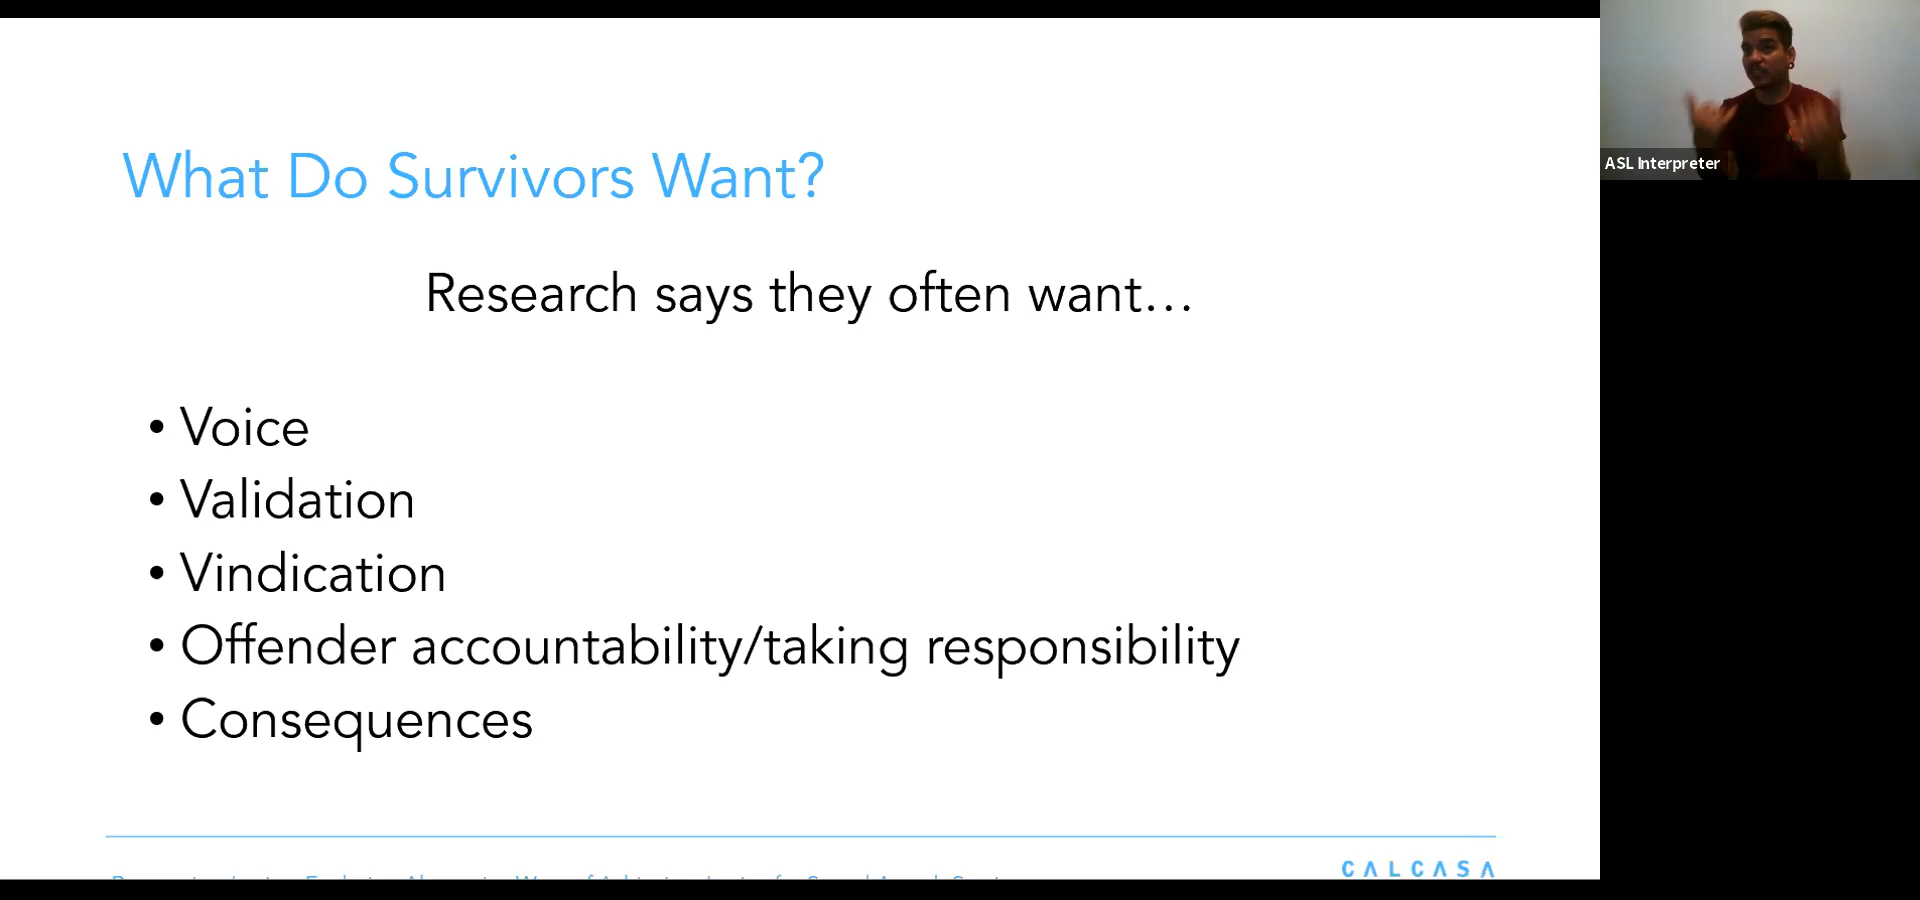 What Do Survivors Want?
Research says they often want…
• Voice
• Validation
• Vindication
• Offender accountability/taking responsibility
• Consequences
CALCASA
ASL Interpreter